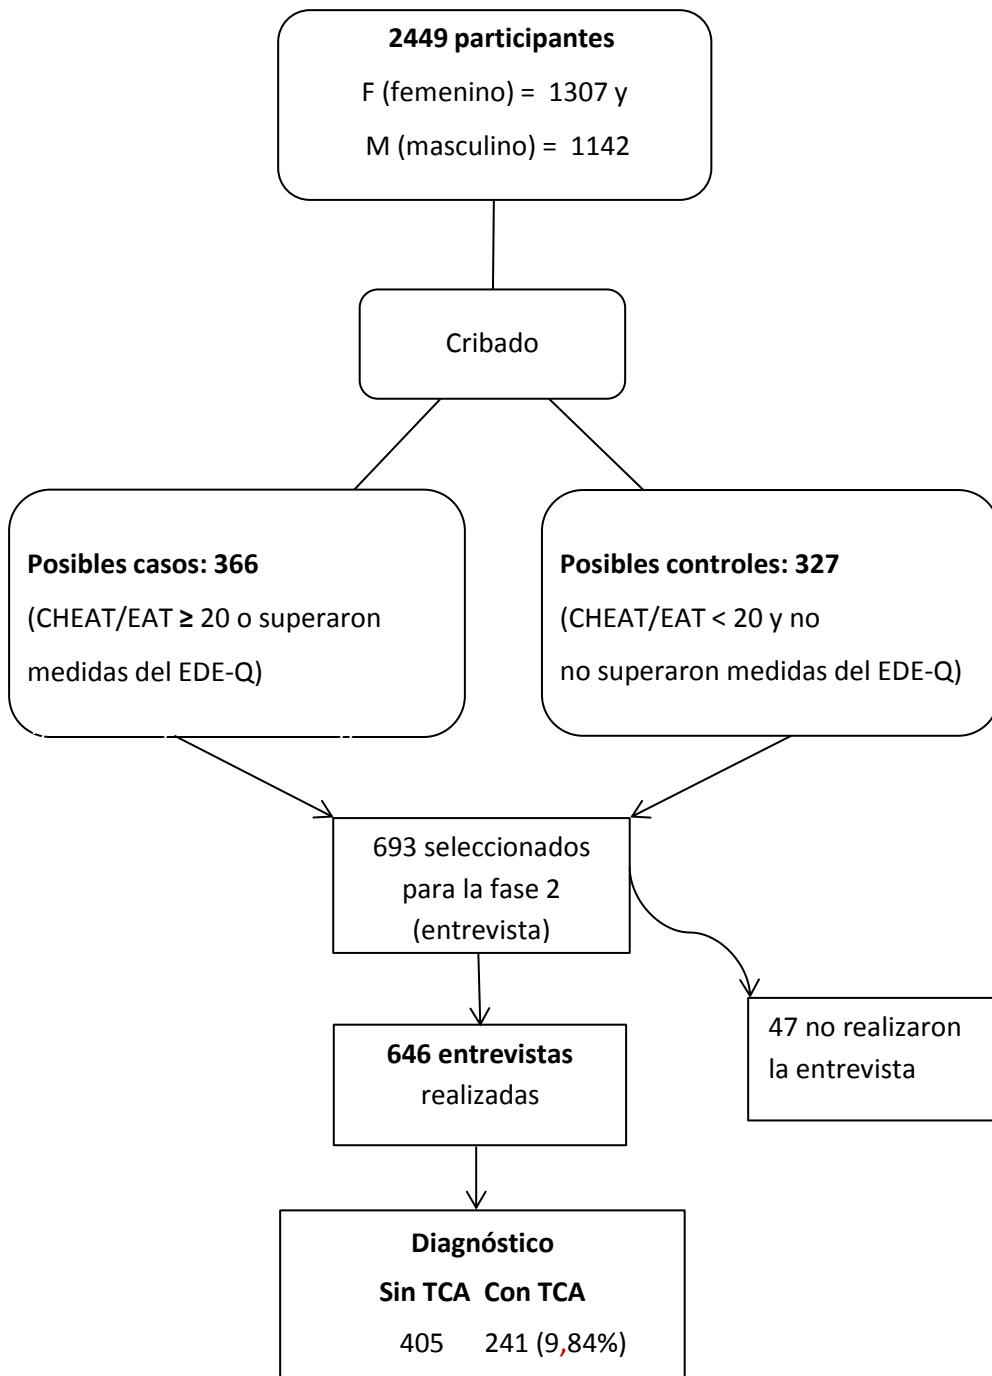 2449 participantes
F (femenino) = 1307 y
M (masculino) = 1142
Cribado
Posibles casos: 366
(CHEAT/EAT ≥ 20 o superaron
medidas del EDE-Q)
Posibles controles: 327
(CHEAT/EAT < 20 y no
no superaron medidas del EDE-Q)
693 seleccionados
para la fase 2
(entrevista)
47 no realizaron
la entrevista
646 entrevistas
realizadas
Diagnóstico
Sin TCA Con TCA
405 241 (9,84%)